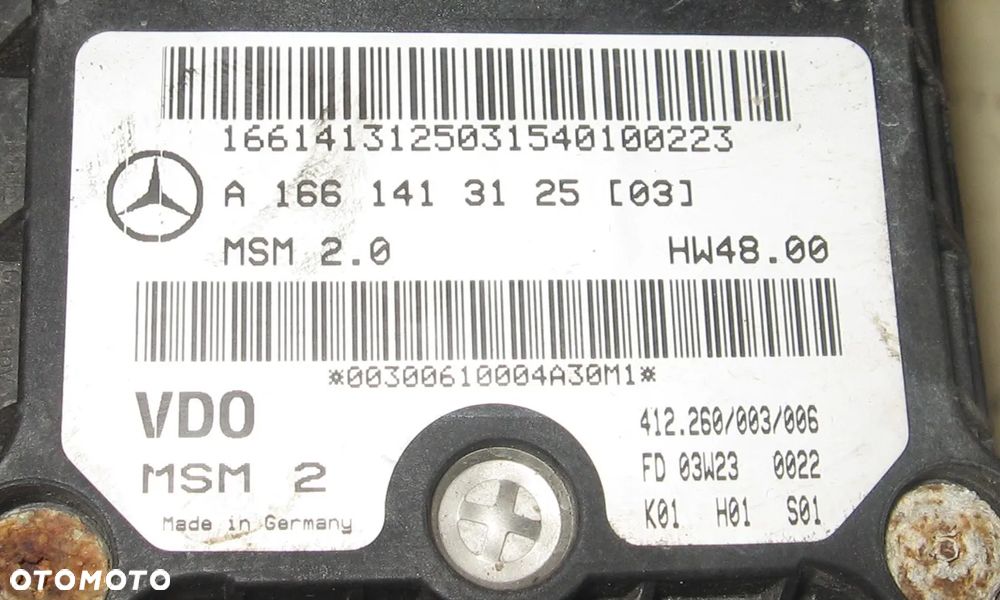 1661413125031540100223
A 166 141 31 25 [03]
MSM 2.0 HW48.00
*00300610004A30M1*
VDO
412.260/003/006
MSM 2
FD 03W23 0022
Made in Germany
K01 H01 S01
OTOMOTO